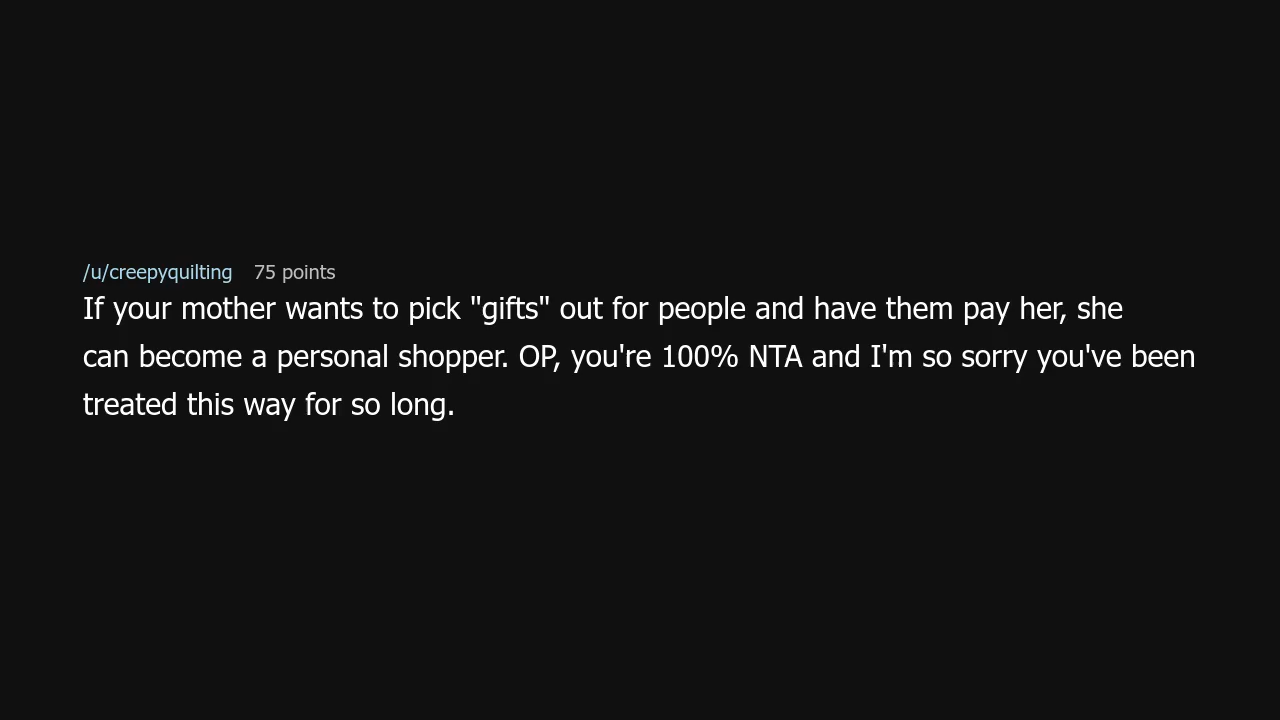 /u/creepyquilting 75 points
If your mother wants to pick "gifts" out for people and have them pay her, she
can become a personal shopper. OP, you're 100% NTA and I'm so sorry you've been
treated this way for so long.